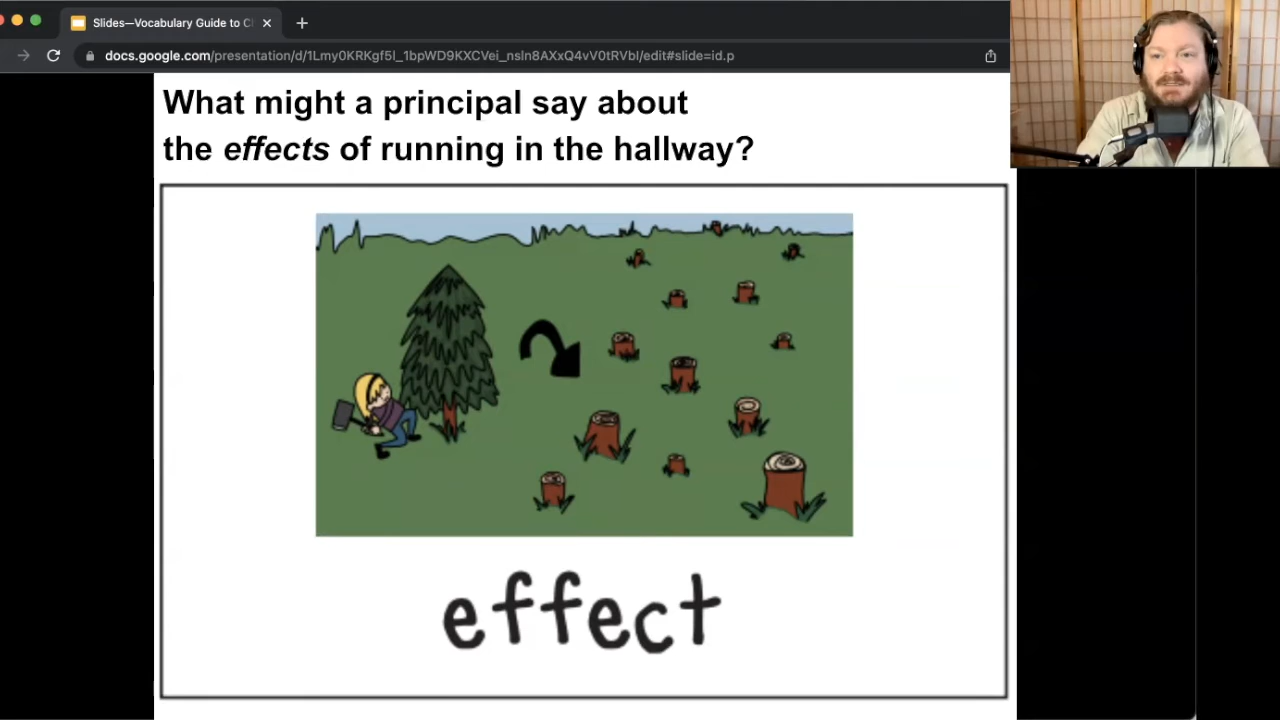 Slides—Vocabulary Guide to C
docs.google.com/presentation/d/1Lmy0KRKgf5l_1bpWD9KXCVei_nsln8AXxQ4vV0tRVbI/edit#slide=id.p
What might a principal say about
the effects of running in the hallway?
effect